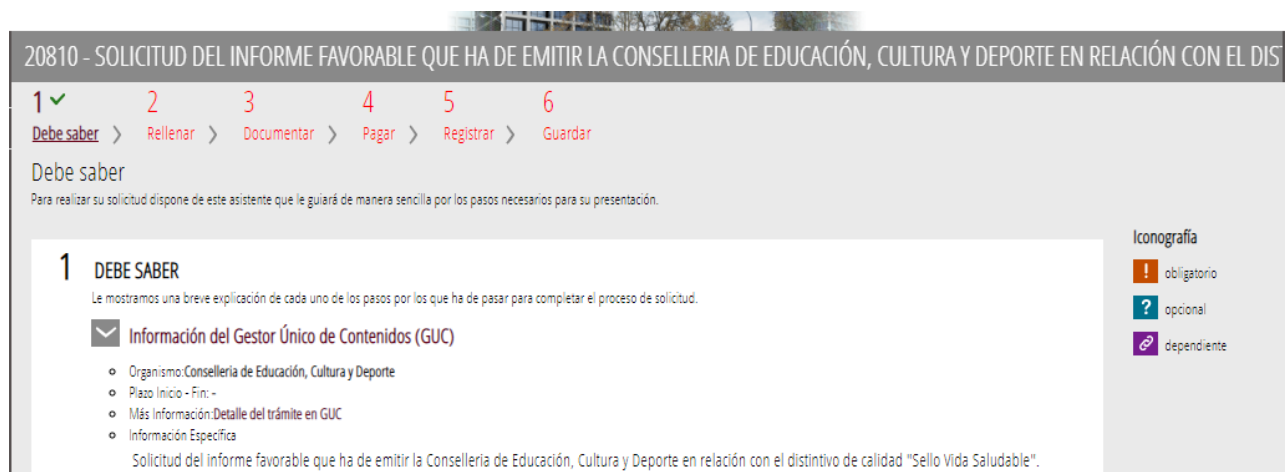 20810 - SOLICITUD DEL INFORME FAVORABLE QUE HA DE EMITIR LA CONSELLERIA DE EDUCACIÓN, CULTURA Y DEPORTE EN RELACIÓN CON EL DIS
1 2 3 4 5 6
Debe saber > Rellenar > Documentar > Pagar > Registrar > Guardar
Debe saber
Para realizar su solicitud dispone de este asistente que le guiará de manera sencilla por los pasos necesarios para su presentación.
1 DEBE SABER
Le mostramos una breve explicación de cada uno de los pasos por los que ha de pasar para completar el proceso de solicitud.
Información del Gestor Único de Contenidos (GUC)
Organismo:Conselleria de Educación, Cultura y Deporte
Plazo Inicio - Fin: -
Más Información:Detalle del trámite en GUC
Información Específica
Solicitud del informe favorable que ha de emitir la Conselleria de Educación, Cultura y Deporte en relación con el distintivo de calidad "Sello Vida Saludable".
Iconografía
! obligatorio
? opcional
dependiente